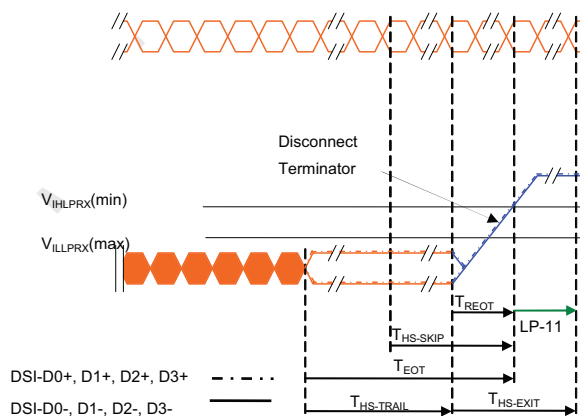 Disconnect
Terminator
VIHLPRX(min)
VILLPRX(max)
TREOT
LP-11
THS-SKIP
TEOT
DSI-D0+, D1+, D2+, D3+
DSI-D0-, D1-, D2-, D3-
THS-TRAIL
THS-EXIT